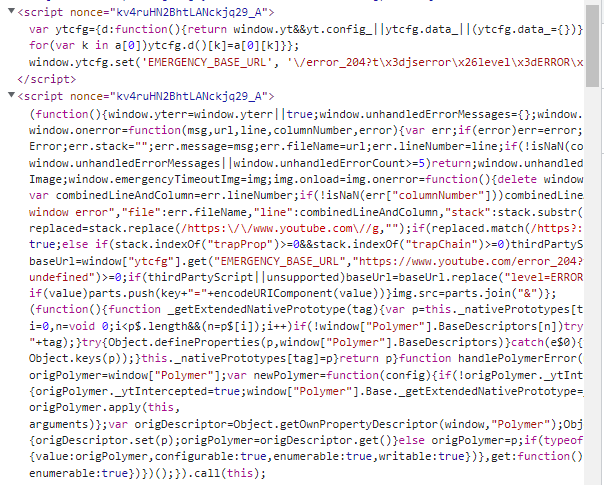 <script nonce="kv4ruHN2BhtLANckjq29_A">
var ytcfg={d:function(){return window.yt&&yt.config_||ytcfg.data_||(ytcfg.data_={})}
for(var k in a[0])ytcfg.d()[k]=a[0][k]}};
window.ytcfg.set('EMERGENCY_BASE_URL', '\/error_204?t\x3djserror\x26level\x3dERROR\x
</script>
<script nonce="kv4ruHN2BhtLANckjq29_A">
(function(){window.yterr=window.yterr||true;window.unhandledErrorMessages={};window.
window.onerror=function(msg,url,line,columnNumber,error){var err;if(error)err=error;
Error;err.stack="";err.message=msg;err.fileName=url;err.lineNumber=line;if(!isNaN(co
window.unhandledErrorMessages||window.unhandledErrorCount>=5)return;window.unhandled
Image;window.emergencyTimeoutImg=img;img.onload=img.onerror=function(){delete window
var combinedLineAndColumn=err.lineNumber;if(!isNaN(err["columnNumber"]))combinedLine
window error","file":err.fileName,"line":combinedLineAndColumn,"stack":stack.substr(
replaced=stack.replace(/https:\/\/www.youtube.com\//g,"");if(replaced.match(/https?:
true;else if(stack.indexOf("trapProp")>=0&&stack.indexOf("trapChain")>=0)thirdPartyS
baseUrl=window["ytcfg"].get("EMERGENCY_BASE_URL","https://www.youtube.com/error_204?
undefined")>=0;if(thirdPartyScript||unsupported)baseUrl=baseUrl.replace("level=ERROR
if(value)parts.push(key+"="+encodeURIComponent(value))}img.src=parts.join("&")};
(function(){function _getExtendedNativePrototype(tag){var p=this._nativePrototypes[t
i=0,n=void 0;i<p$.length&&(n=p$[i]);i++)if(!window["Polymer"].BaseDescriptors[n])try
"+tag);}try{Object.defineProperties(p,window["Polymer"].BaseDescriptors)}catch(e$0){
Object.keys(p));}this._nativePrototypes[tag]=p}return p}function handlePolymerError(
origPolymer=window["Polymer"];var newPolymer=function(config){if(!origPolymer._ytInt
{origPolymer._ytIntercepted=true;window["Polymer"].Base._getExtendedNativePrototype=
origPolymer.apply(this,
arguments)};var origDescriptor=Object.getOwnPropertyDescriptor(window,"Polymer");Obj
{origDescriptor.set(p);origPolymer=origDescriptor.get()}else origPolymer=p;if(typeof
{value:origPolymer,configurable:true,enumerable:true,writable:true})},get:function()
enumerable:true})})();}).call(this);